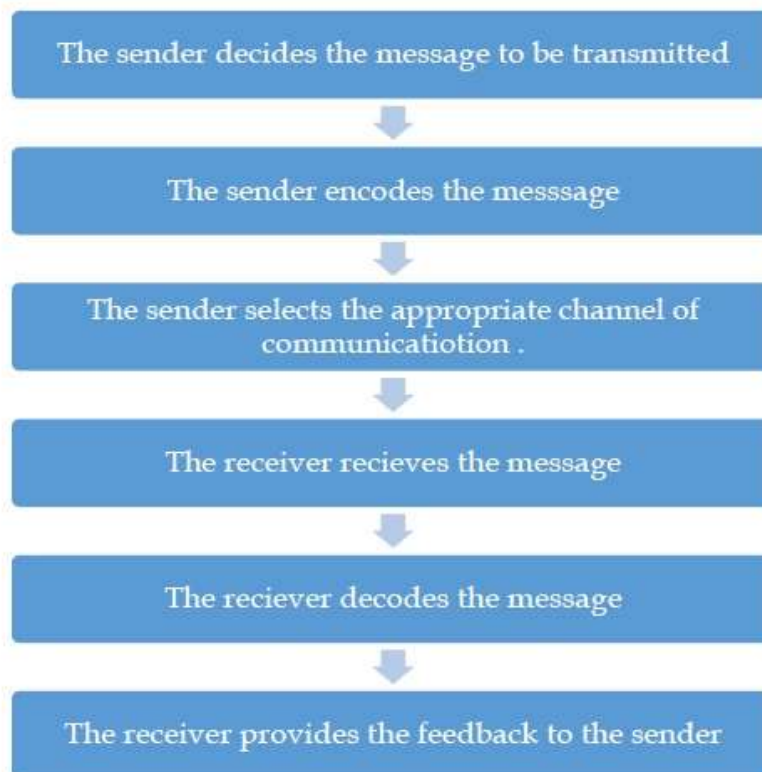 The sender decides the message to be transmitted
The sender encodes the messsage
The sender selects the appropriate channel of
communicatiotion .
The receiver recieves the message
The reciever decodes the message
The receiver provides the feedback to the sender